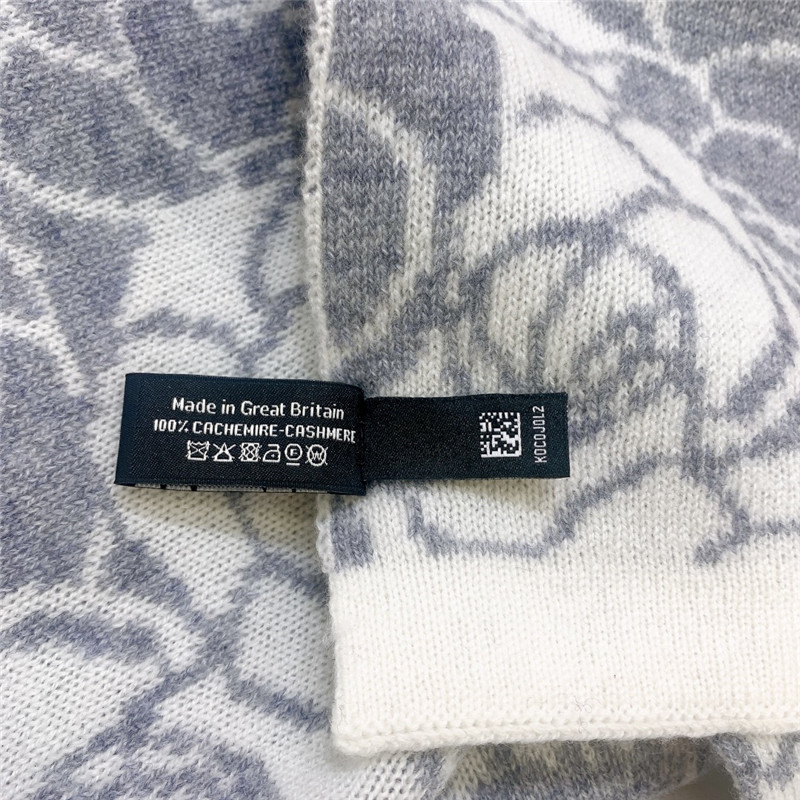 Made in Great Britain
100% CACHEMIRE-CASHMERE
KOCOJOL2